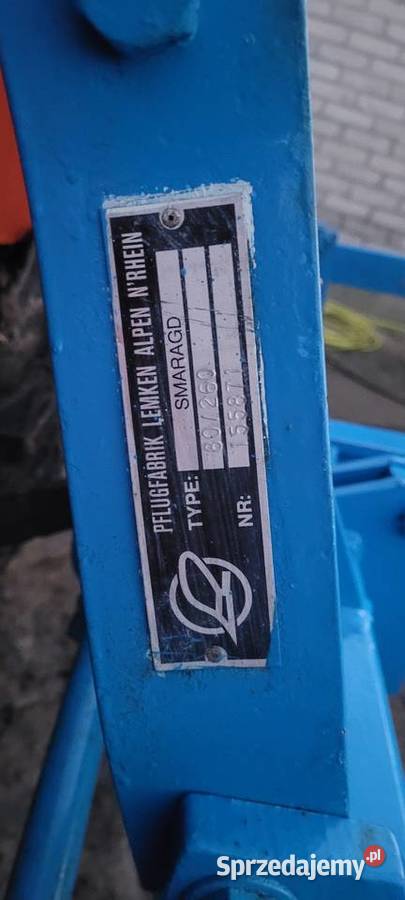 PFLUGFABRIK LEMKEN ALPEN N'RHEIN
SMARAGD
TYPE: 80/260
NR: 155871
Sprzedajemy.pl